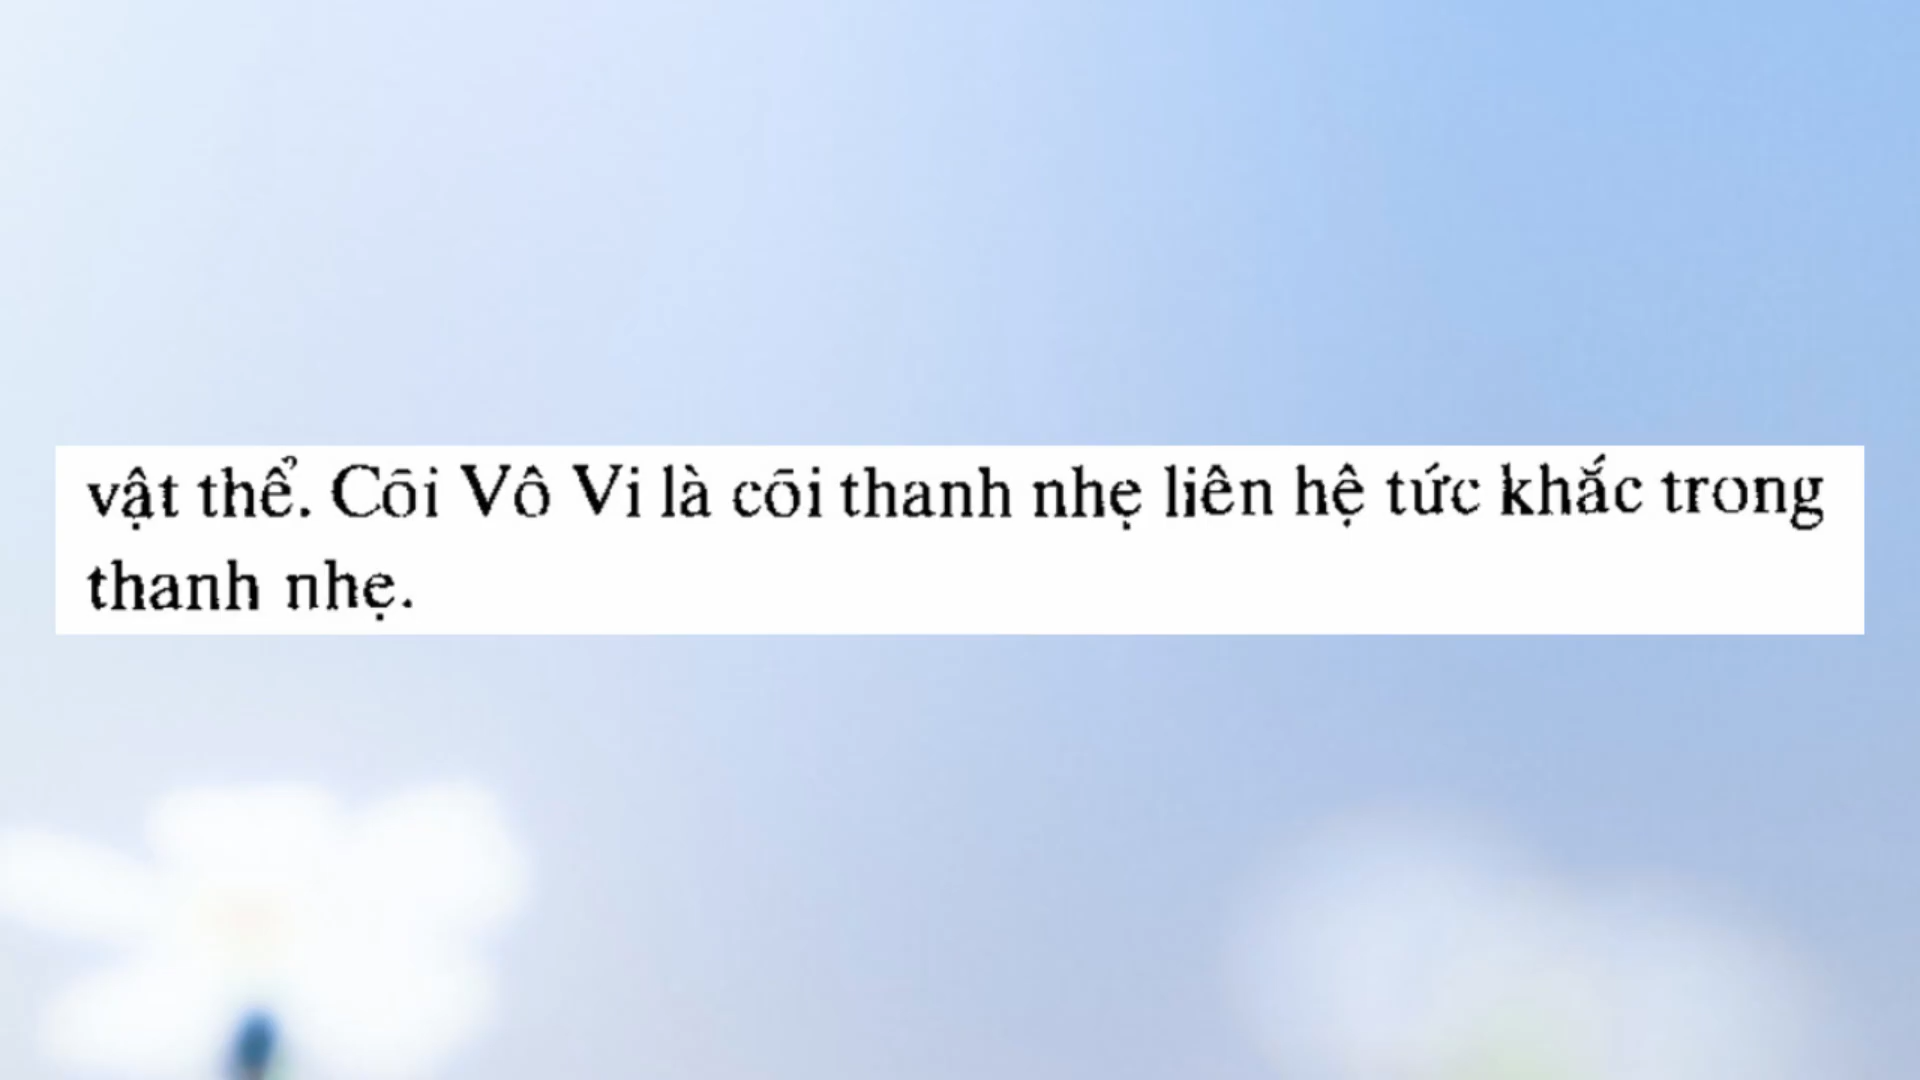 vật thể. Cõi Vô Vi là cõi thanh nhẹ liên hệ tức khắc trong
thanh nhẹ.